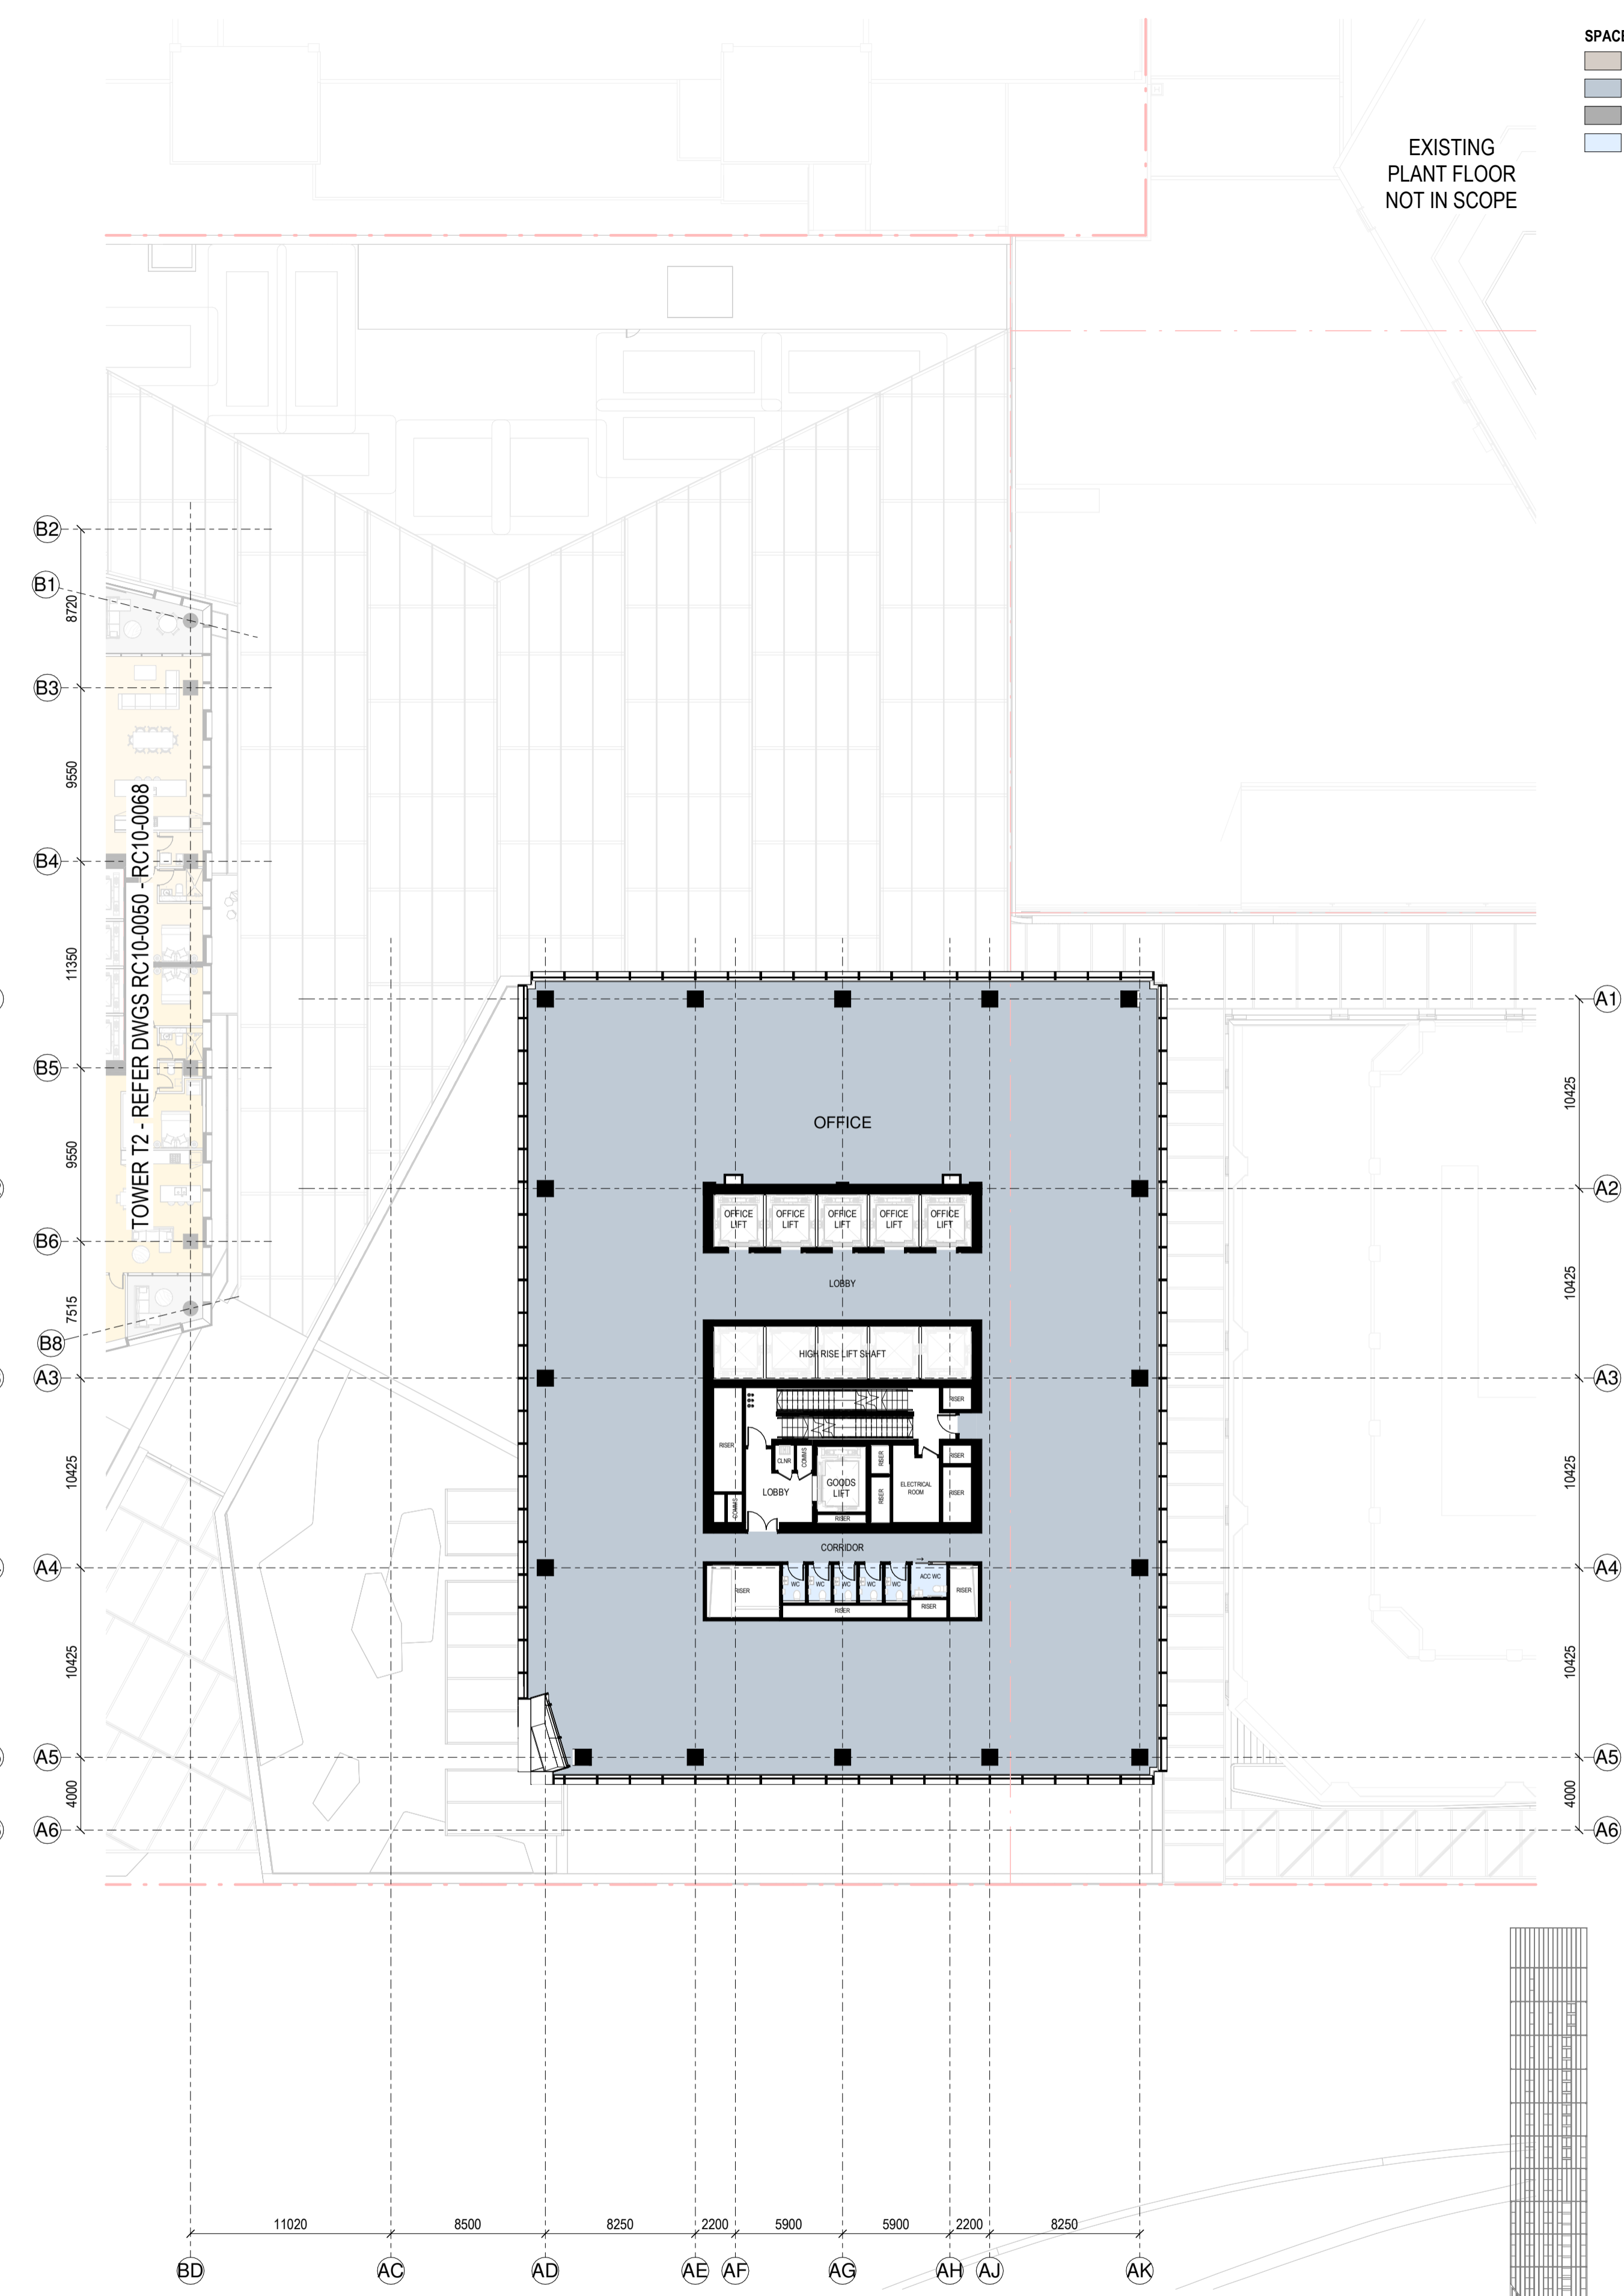 SPAC
EXISTING
PLANT FLOOR
NOT IN SCOPE
B2
B1
8720
B3
9550
B4
TOWER T2 - REFER DWGS RC10-0050 - RC10-0068
11350
A1
B5
10425
OFFICE
9550
A2
OFFICE LIFT
OFFICE LIFT
OFFICE LIFT
OFFICE LIFT
OFFICE LIFT
B6
LOBBY
10425
7515
B8
HIGH RISE LIFT SHAFT
A3
A3
RISER
RISER
RISER
CLNR
COMMS
RISER
10425
GOODS LIFT
ELECTRICAL ROOM
10425
LOBBY
RISER
RISER
COMMS
RISER
CORRIDOR
A4
A4
RISER
WC
WC
WC
WC
WC
ACC WC
RISER
RISER
RISER
10425
10425
A5
A5
4000
4000
A6
A6
11020
8500
8250
2200
5900
5900
2200
8250
BD
AC
AD
AE
AF
AG
AH
AJ
AK